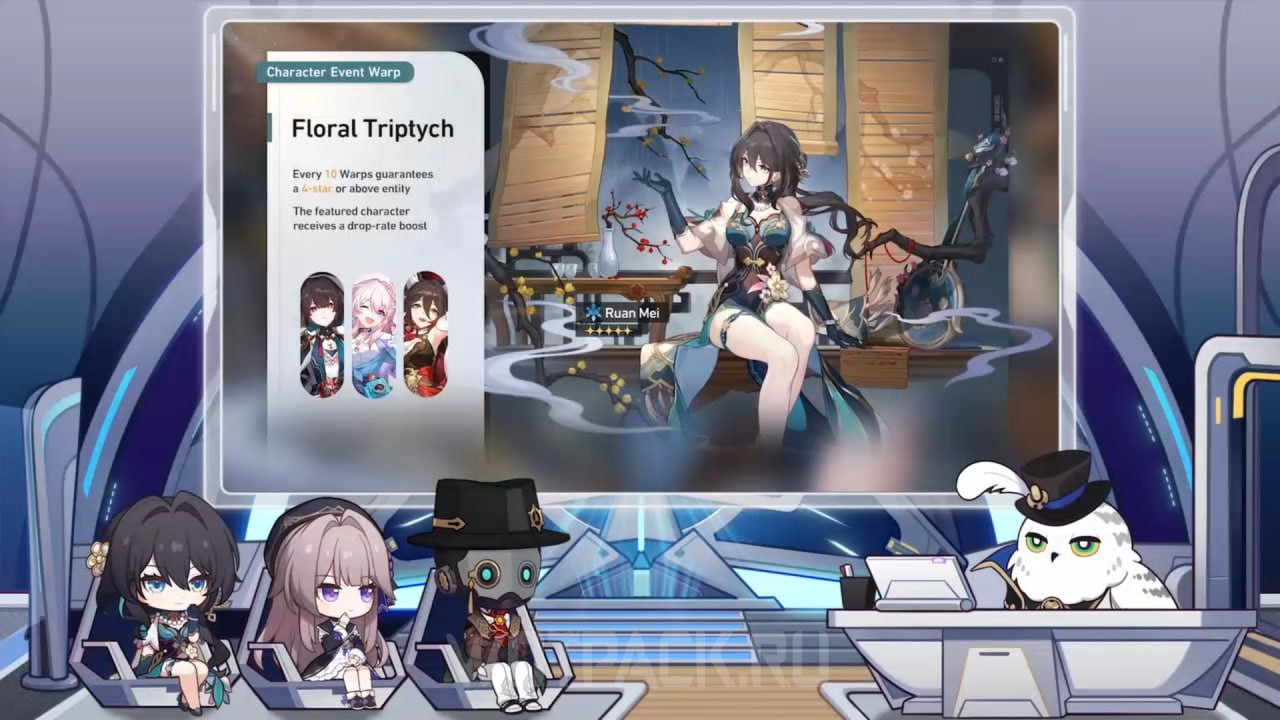 Character Event Warp
Floral Triptych
Every 10 Warps guarantees
a 4-star or above entity
The featured character
receives a drop-rate boost
Ruan Mei